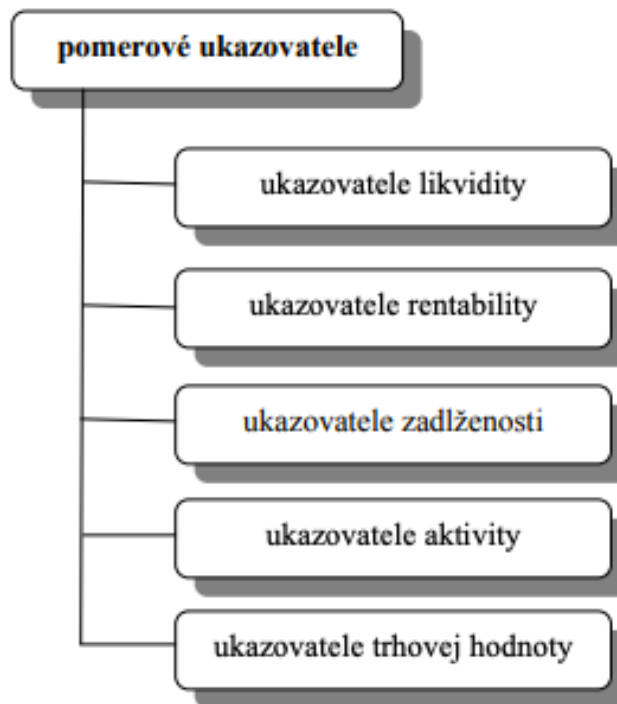 pomerové ukazovatele
ukazovatele likvidity
ukazovatele rentability
ukazovatele zadlženosti
ukazovatele aktivity
ukazovatele trhovej hodnoty